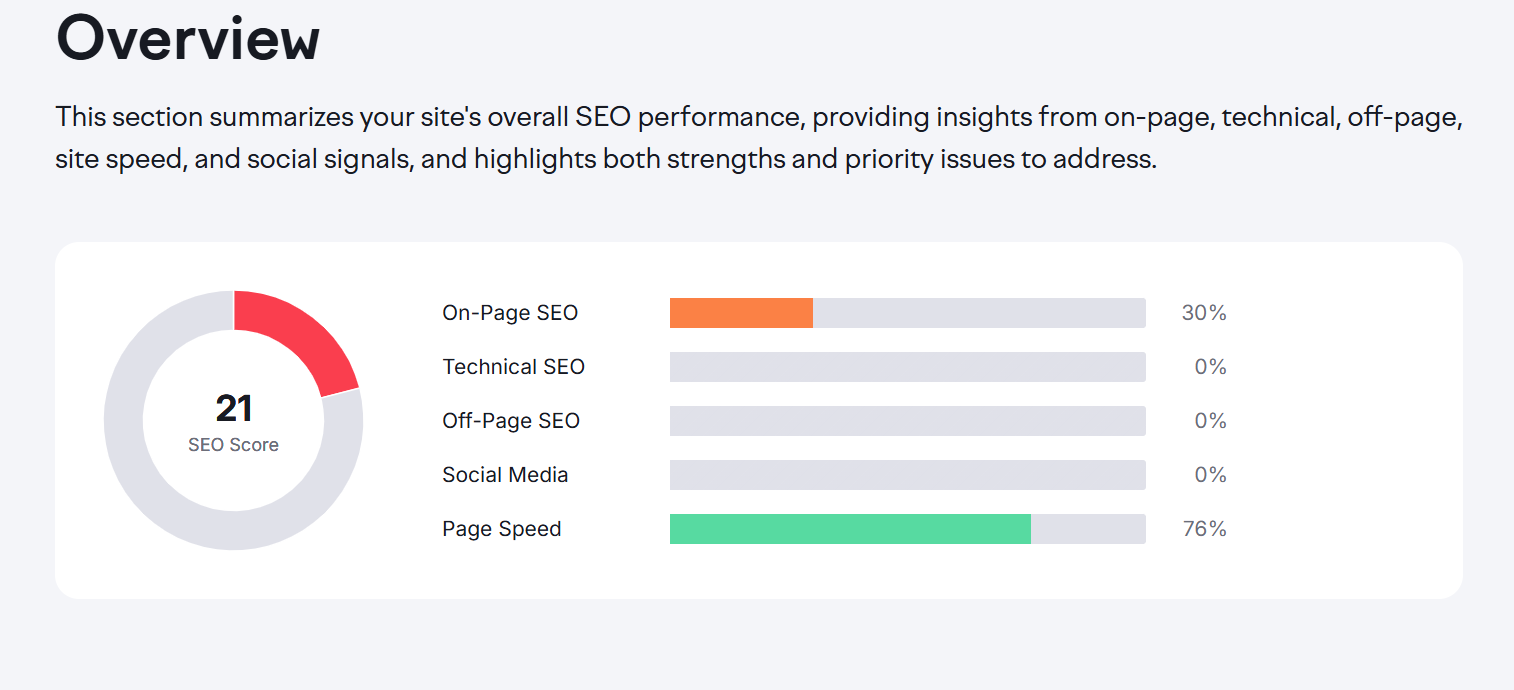 Overview
This section summarizes your site's overall SEO performance, providing insights from on-page, technical, off-page,
site speed, and social signals, and highlights both strengths and priority issues to address.
21
SEO Score
On-Page SEO 30%
Technical SEO 0%
Off-Page SEO 0%
Social Media 0%
Page Speed 76%